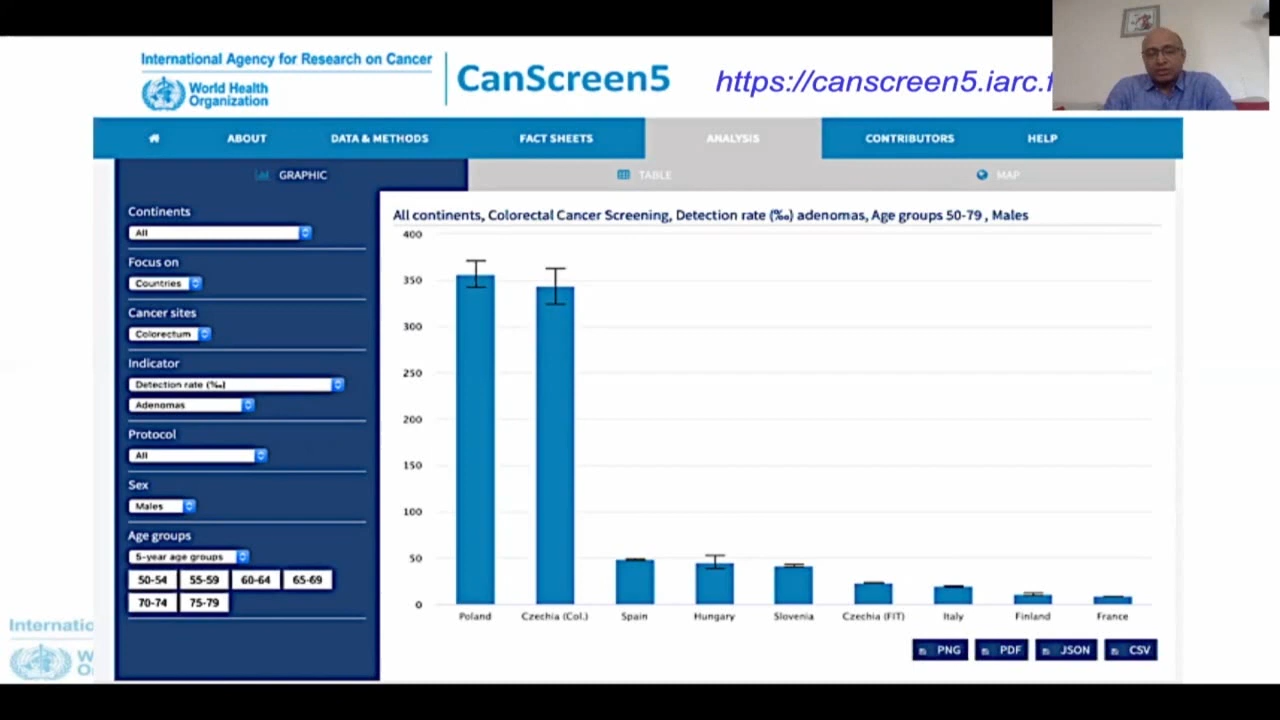 International Agency for Research on Cancer
World Health
Organization
CanScreen5
https://canscreen5.iarc.f
ABOUT DATA & METHODS FACT SHEETS ANALYSIS CONTRIBUTORS HELP
GRAPHIC TABLE MAP
Continents
All
Focus on
Countries
Cancer sites
Colorectum
Indicator
Detection rate (‰)
Adenomas
Protocol
All
Sex
Males
Age groups
5-year age groups
50-54 55-59 60-64 65-69
70-74 75-79
All continents, Colorectal Cancer Screening, Detection rate (‰) adenomas, Age groups 50-79 , Males
400
350
300
250
200
150
100
50
0
Poland Czechia (Col.) Spain Hungary Slovenia Czechia (FIT) Italy Finland France
PNG PDF JSON CSV
Internatio
W
O